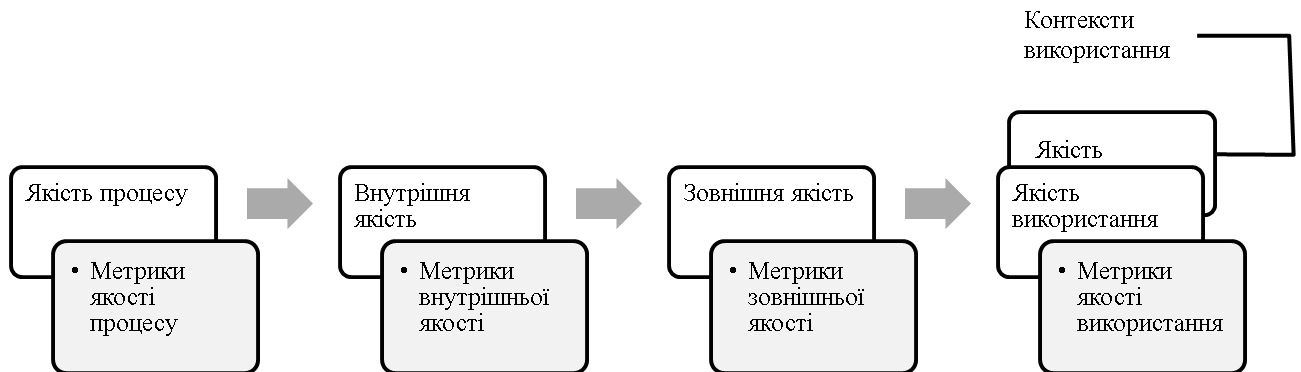 Контексти
використання
Якість процесу
• Метрики
якості
процесу
Внутрішня
якість
• Метрики
внутрішньої
якості
Зовнішня якість
• Метрики
зовнішньої
якості
Якість
Якість
використання
• Метрики
якості
використання